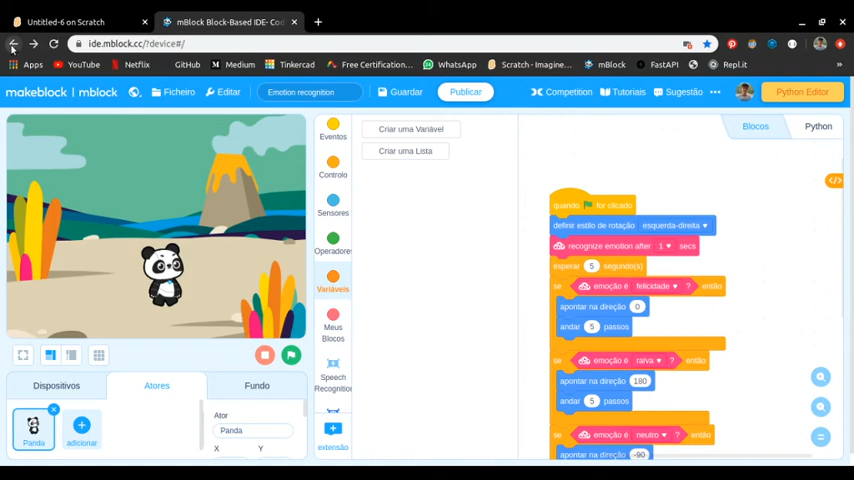 Untitled-6 on Scratch
mBlock Block-Based IDE- Co
ide.mblock.cc/?device#/
Apps YouTube Netflix GitHub Medium Tinkercad Free Certification... WhatsApp Scratch - Imagine... mBlock FastAPI Repl.it »
makeblock | mblock Ficheiro Editar Emotion recognition Guardar Publicar Competition Tutoriais Sugestão Python Editor
Eventos
Controlo
Sensores
Operadores
Variáveis
Meus
Blocos
Speech
Recognition
extensão
Criar uma Variável
Criar uma Lista
Blocos Python
quando for clicado
definir estilo de rotação esquerda-direita
recognize emotion after 1 secs
esperar 5 segundo(s)
se emoção é felicidade ? então
apontar na direção 0
andar 5 passos
se emoção é raiva ? então
apontar na direção 180
andar 5 passos
se emoção é neutro ? então
apontar na direção -90
Dispositivos Atores Fundo
Panda
adicionar
Ator
Panda
X Y